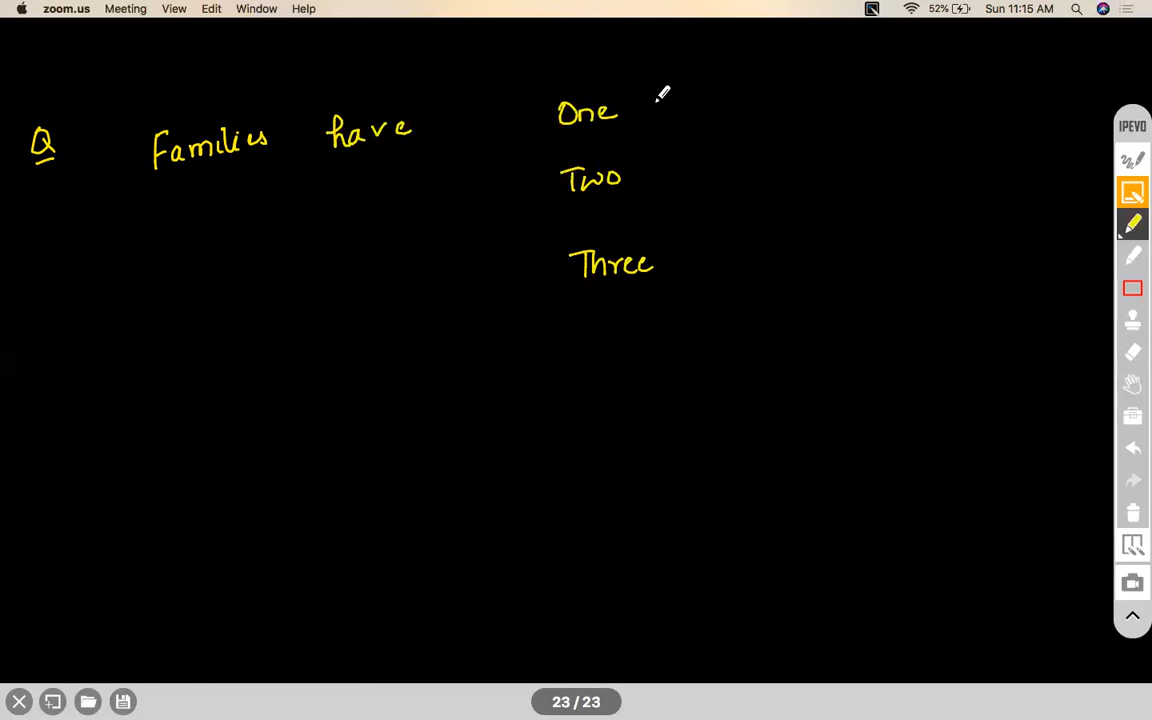 zoom.us Meeting View Edit Window Help 52% Sun 11:15 AM
One
Q Families have
Two
Three
IPEVO
23 / 23